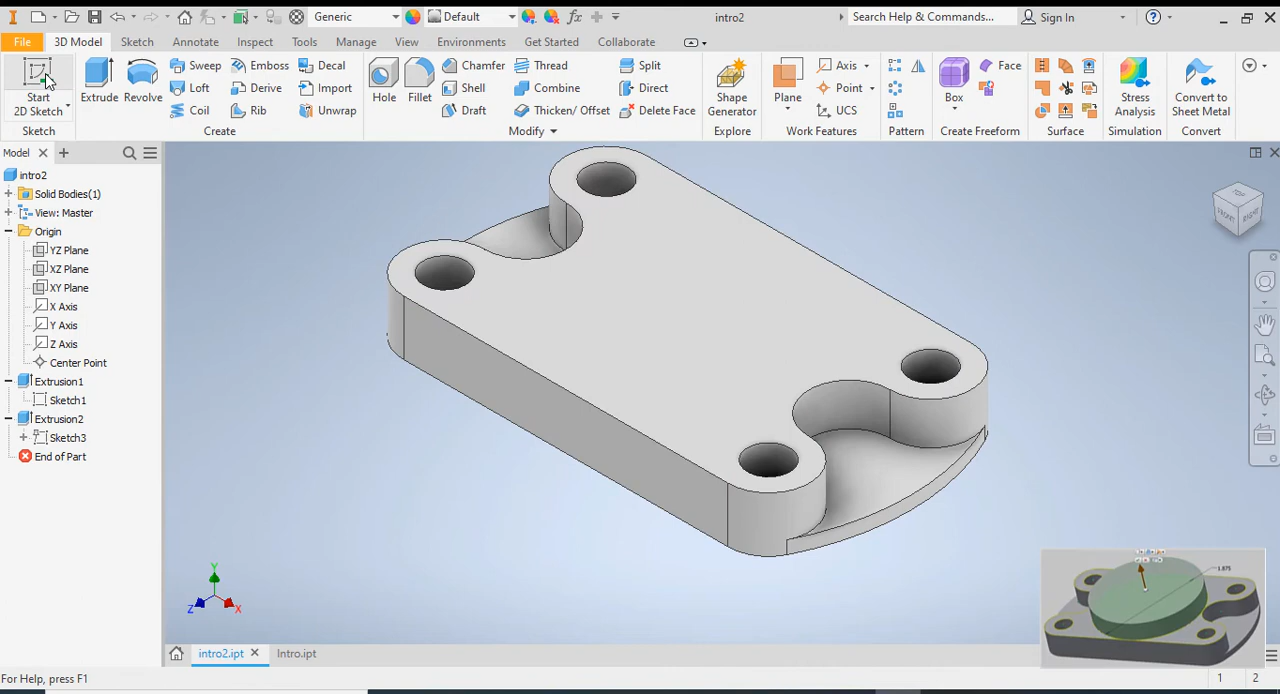 Generic
Default
intro2
Search Help & Commands...
Sign In
File
3D Model
Sketch
Annotate
Inspect
Tools
Manage
View
Environments
Get Started
Collaborate
Start
2D Sketch
Sketch
Extrude
Revolve
Sweep
Loft
Coil
Emboss
Derive
Rib
Decal
Import
Unwrap
Create
Hole
Fillet
Chamfer
Shell
Draft
Thread
Combine
Thicken/ Offset
Split
Direct
Delete Face
Modify
Shape
Generator
Explore
Plane
Axis
Point
UCS
Work Features
Pattern
Box
Face
Create Freeform
Surface
Stress
Analysis
Simulation
Convert to
Sheet Metal
Convert
Model
intro2
Solid Bodies(1)
View: Master
Origin
YZ Plane
XZ Plane
XY Plane
X Axis
Y Axis
Z Axis
Center Point
Extrusion1
Sketch1
Extrusion2
Sketch3
End of Part
TOP
FRONT
RIGHT
Y
Z
X
1.875
intro2.ipt
Intro.ipt
For Help, press F1
1
2